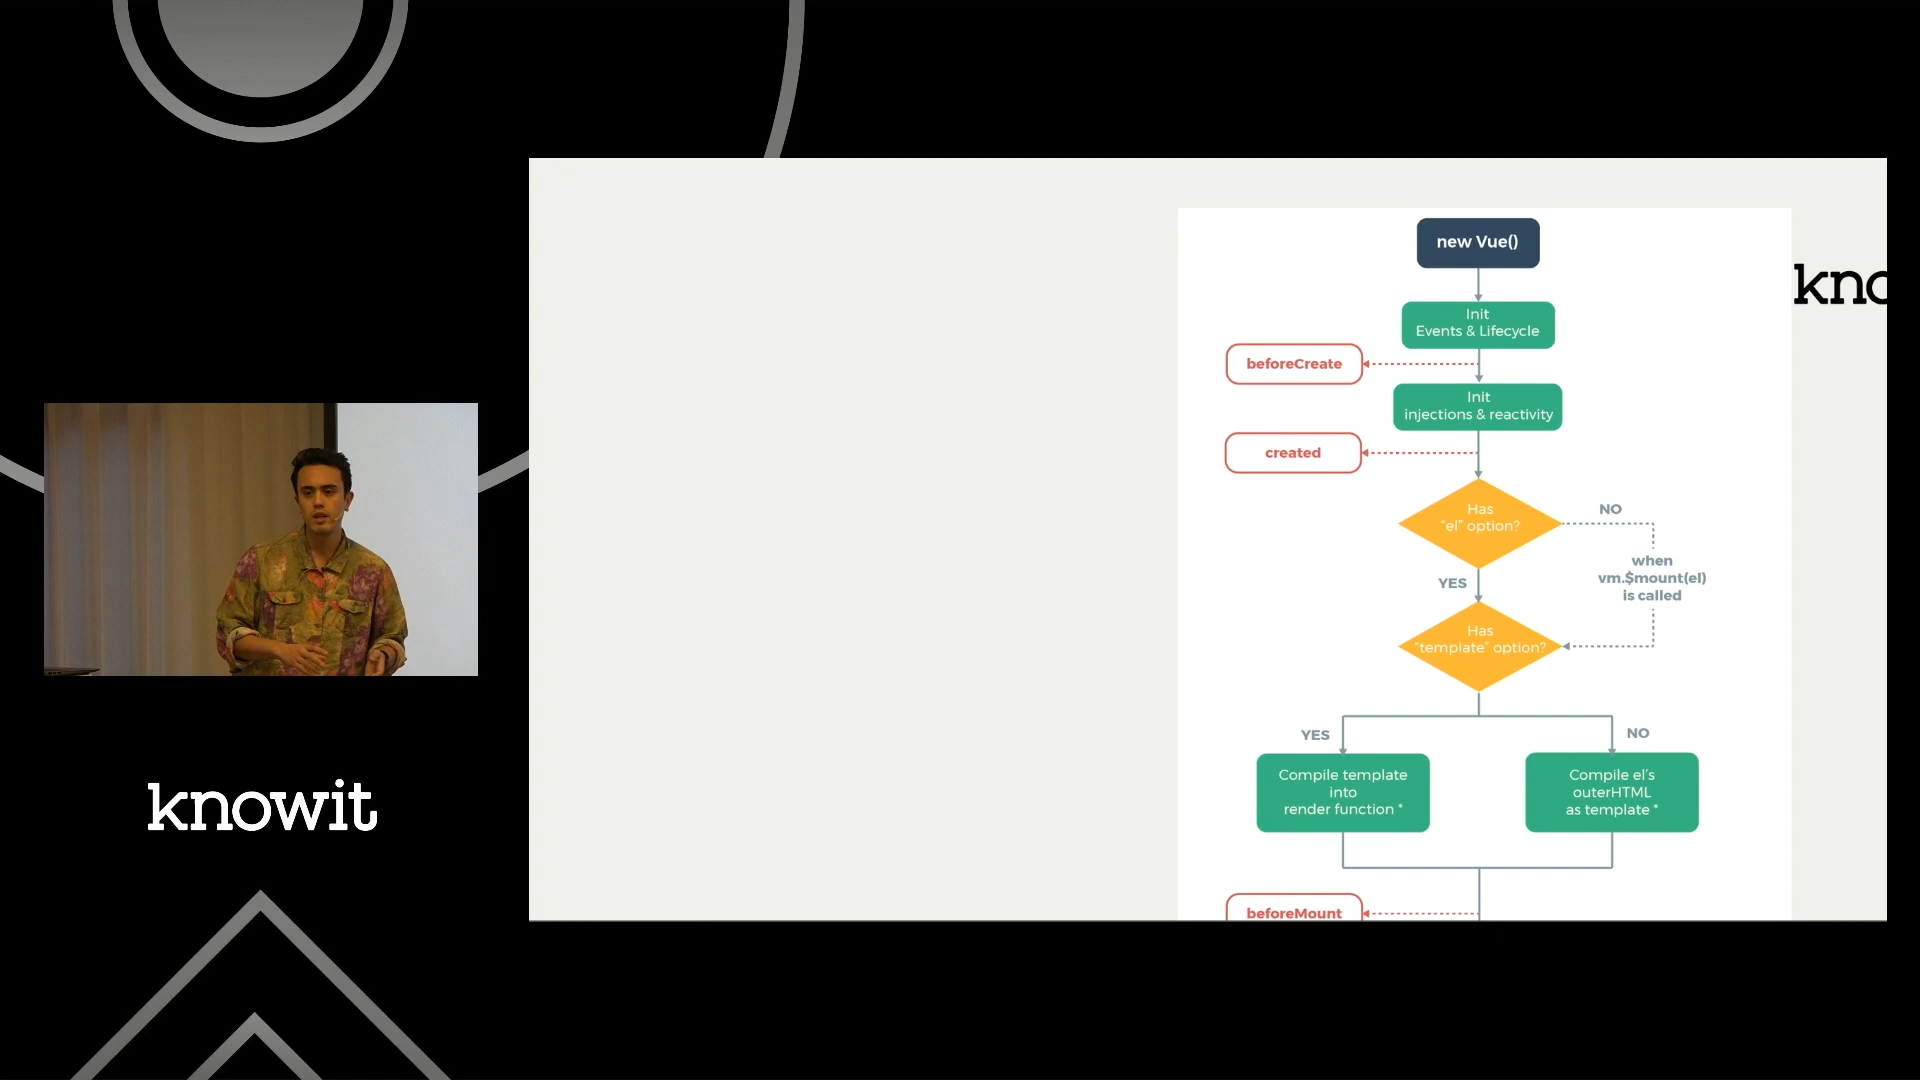 new Vue()
kno
Init
Events & Lifecycle
beforeCreate
Init
injections & reactivity
created
Has
"el" option?
NO
when
vm.$mount(el)
is called
YES
Has
"template" option?
YES
NO
Compile template
into
render function *
Compile el's
outerHTML
as template *
beforeMount
knowit